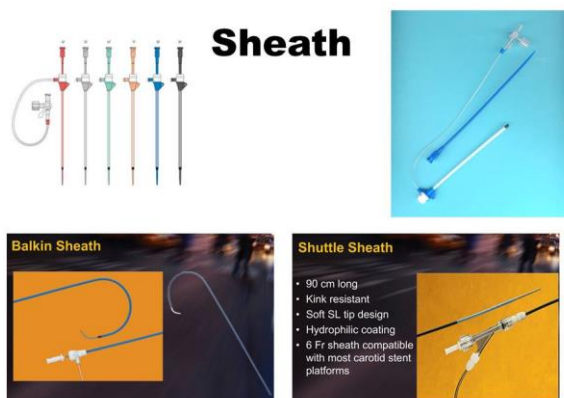 Sheath
Balkin Sheath
Shuttle Sheath
• 90 cm long
• Kink resistant
• Soft SL tip design
• Hydrophilic coating
• 6 Fr sheath compatible
with most carotid stent
platforms